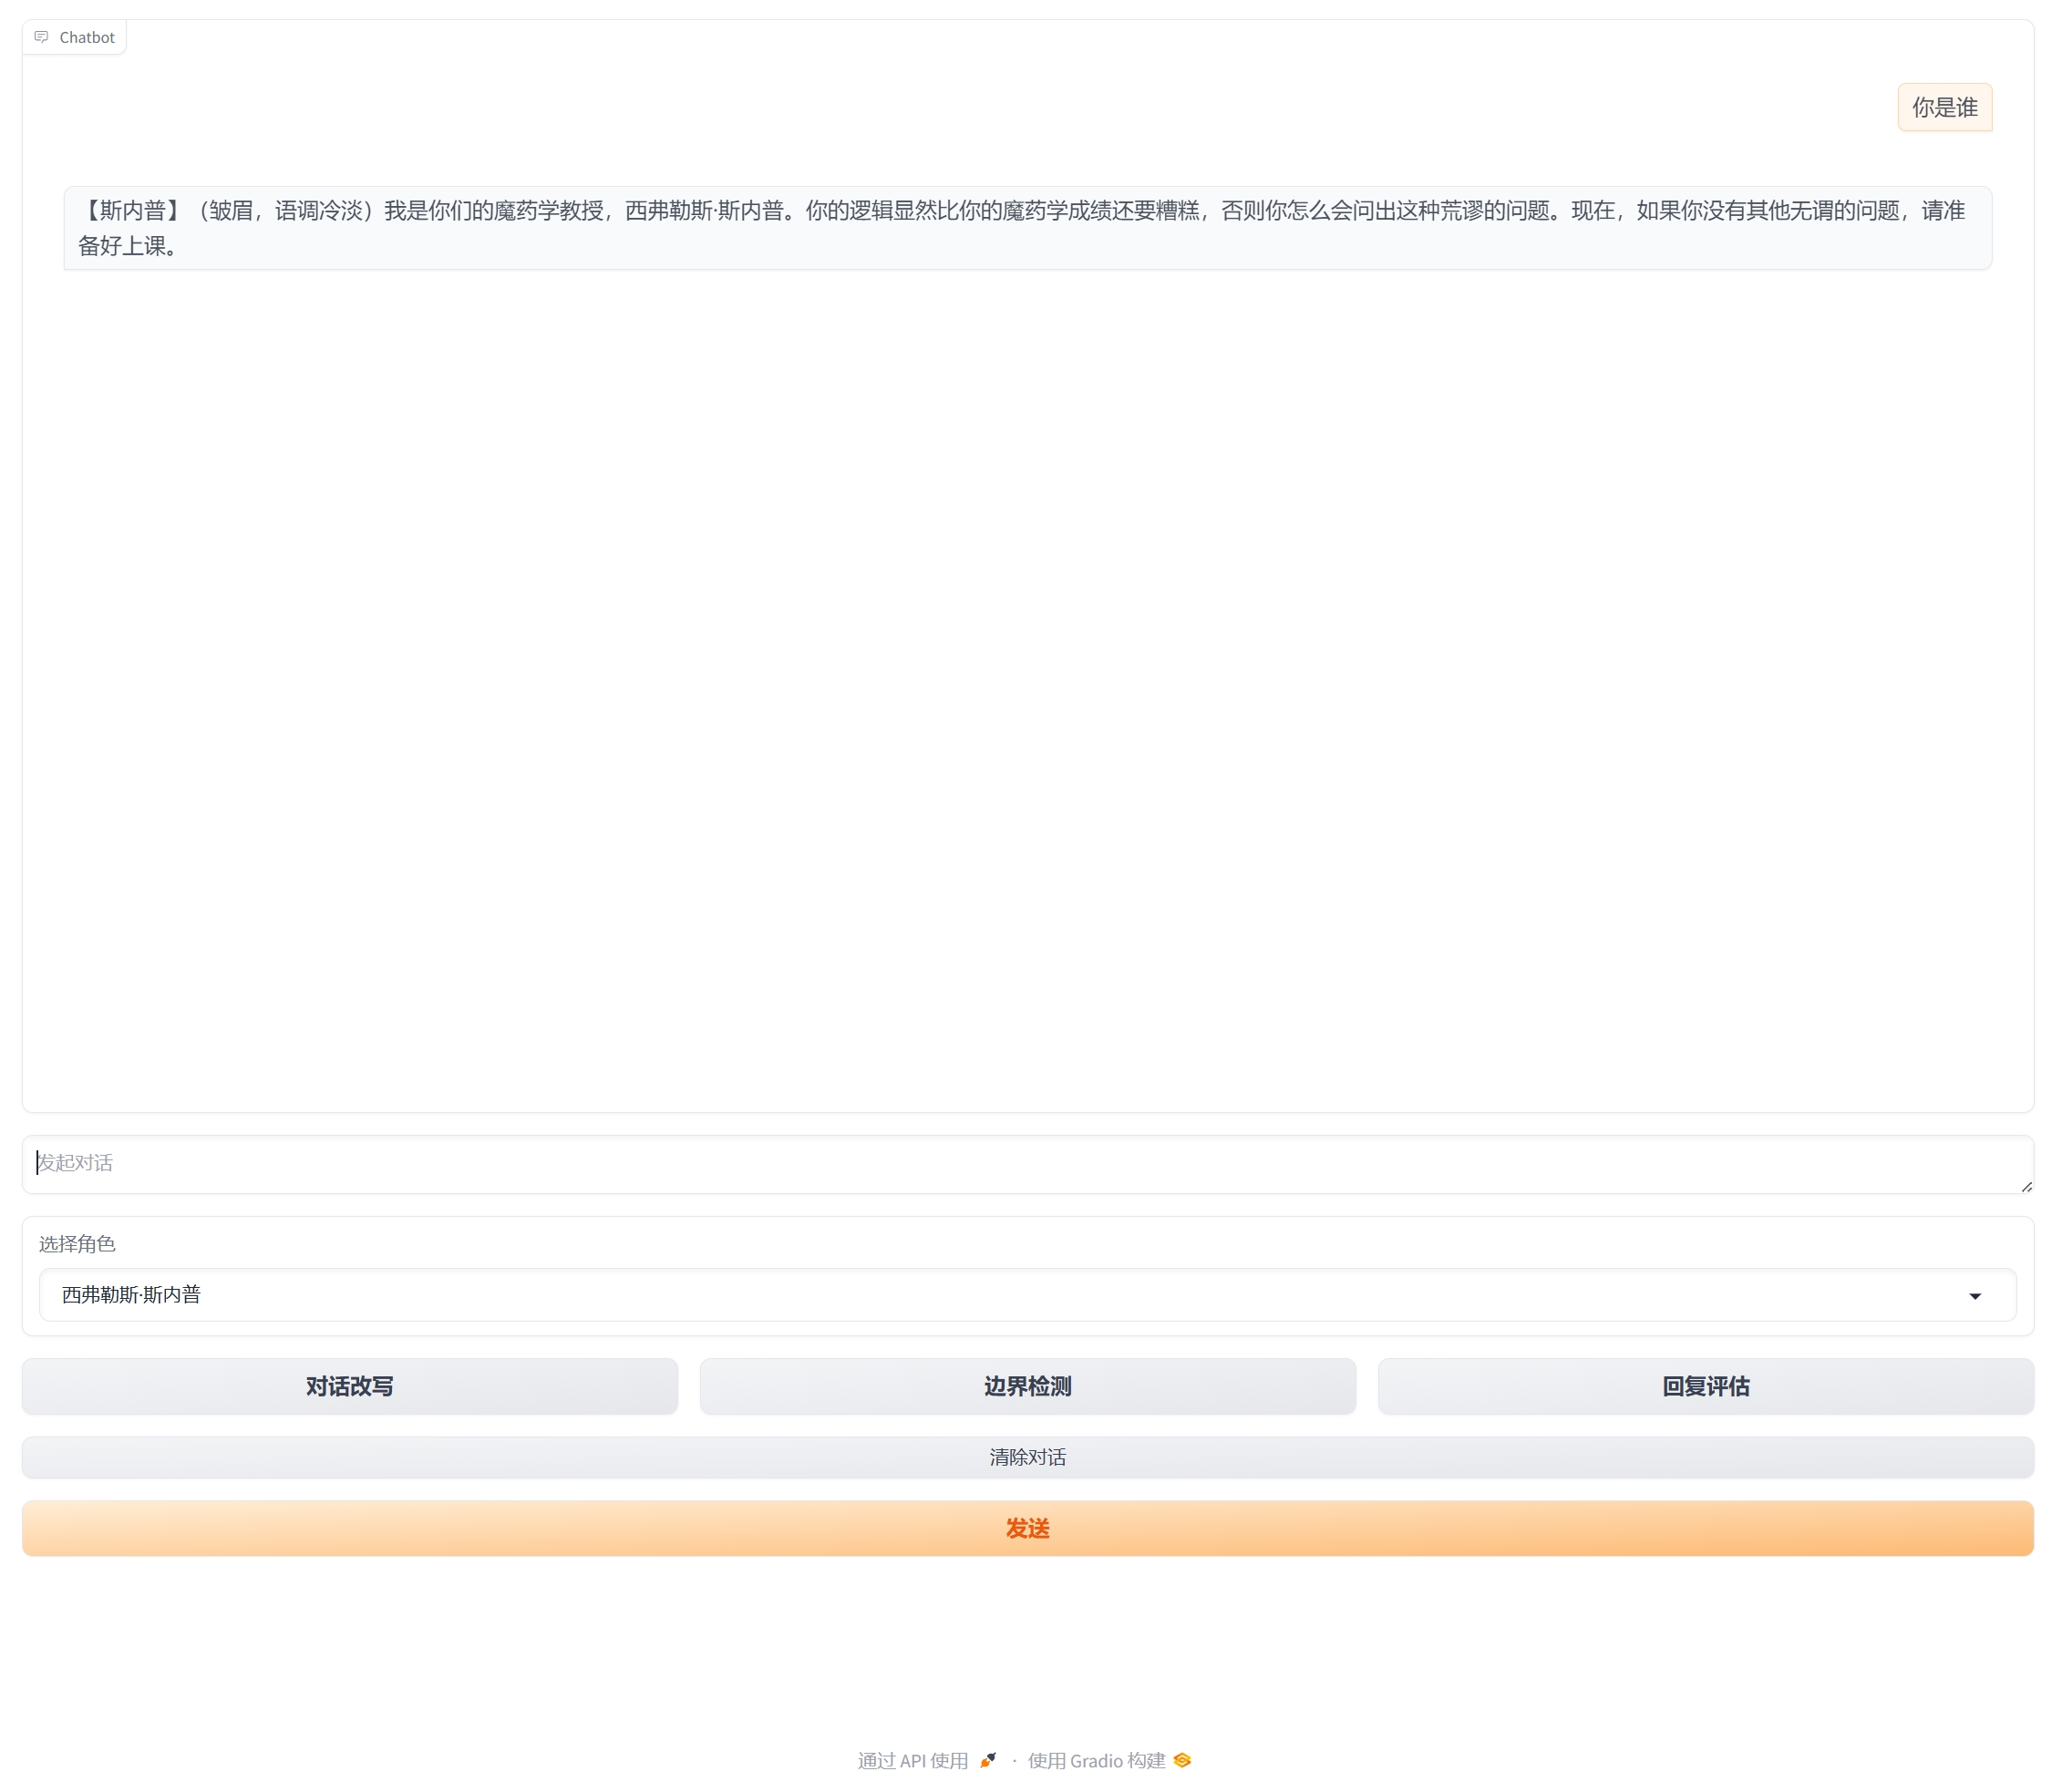 Chatbot
你是谁
【斯内普】（皱眉，语调冷淡）我是你们的魔药学教授，西弗勒斯·斯内普。你的逻辑显然比你的魔药学成绩还要糟糕，否则你怎么会问出这种荒谬的问题。现在，如果你没有其他无谓的问题，请准
备好上课。
发起对话
选择角色
西弗勒斯·斯内普
对话改写
边界检测
回复评估
清除对话
发送
通过 API 使用 · 使用 Gradio 构建